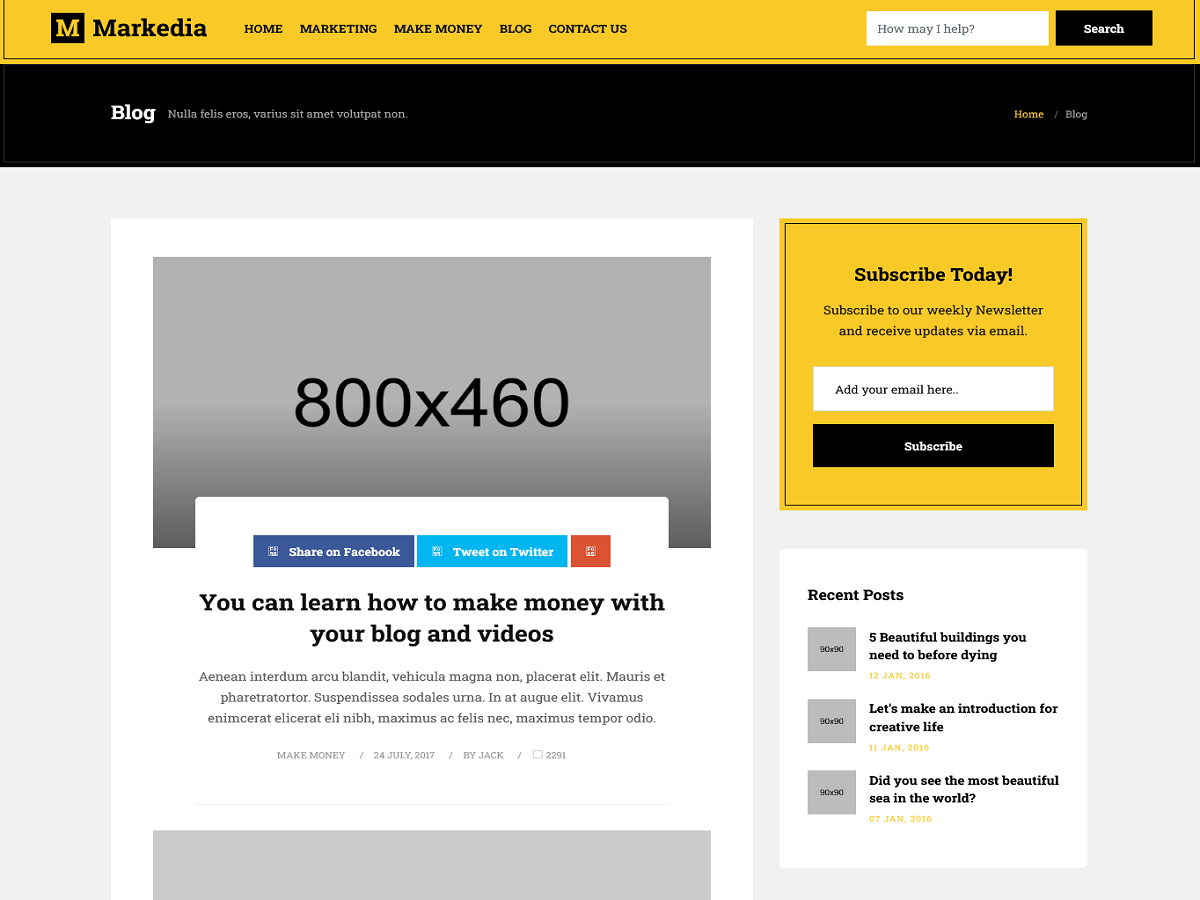 M Markedia
HOME MARKETING MAKE MONEY BLOG CONTACT US
How may I help?
Search
Blog Nulla felis eros, varius sit amet volutpat non.
Home / Blog
800x460
Share on Facebook
Tweet on Twitter
You can learn how to make money with
your blog and videos
Aenean interdum arcu blandit, vehicula magna non, placerat elit. Mauris et
pharetratortor. Suspendissea sodales urna. In at augue elit. Vivamus
enimcerat elicerat eli nibh, maximus ac felis nec, maximus tempor odio.
MAKE MONEY / 24 JULY, 2017 / BY JACK / 2291
Subscribe Today!
Subscribe to our weekly Newsletter
and receive updates via email.
Add your email here..
Subscribe
Recent Posts
90x90
5 Beautiful buildings you
need to before dying
12 JAN, 2016
90x90
Let's make an introduction for
creative life
11 JAN, 2016
90x90
Did you see the most beautiful
sea in the world?
07 JAN, 2016